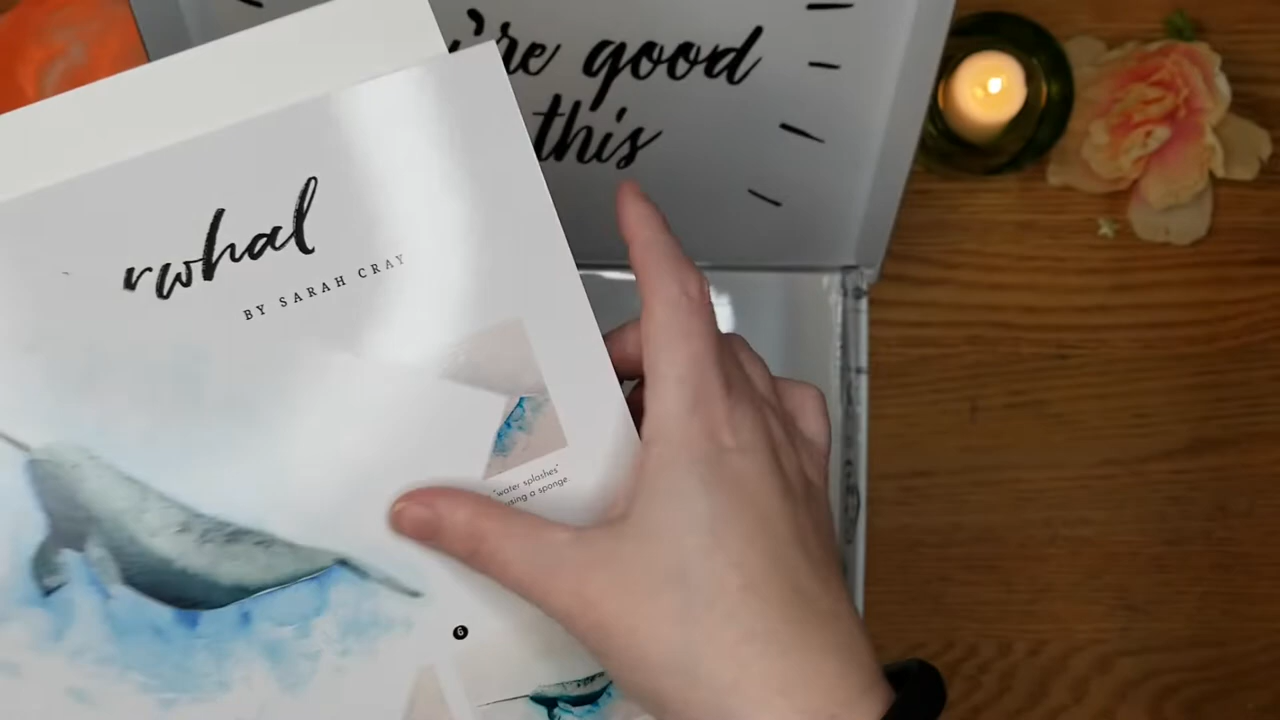 're good
this
rwhal
BY SARAH CRAY
"water splashes"
using a sponge.
6